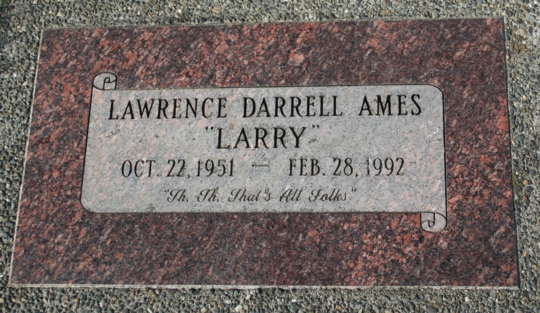 LAWRENCE DARRELL AMES
"LARRY"
OCT. 22, 1951 — FEB. 28, 1992
"Th, Th, That's All Folks"